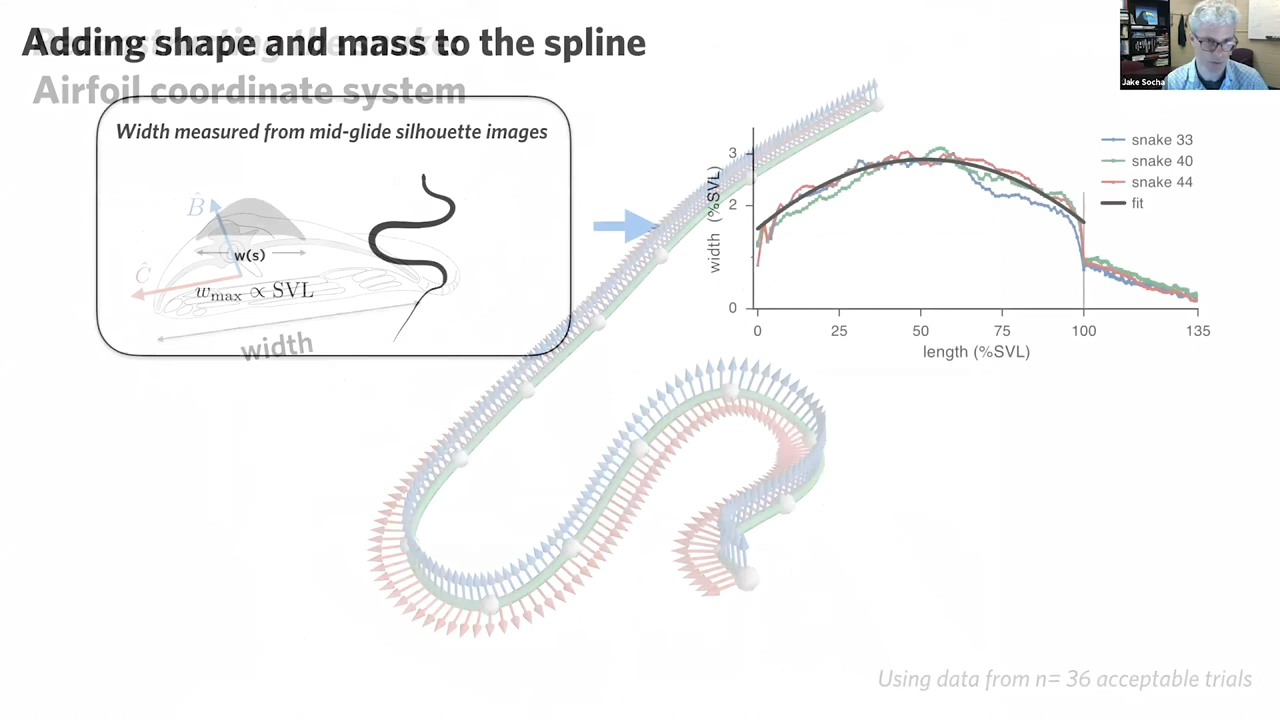 Adding shape and mass to the spline
Airfoil coordinate system
Jake Socha
Width measured from mid-glide silhouette images
B̂
w(s)
Ĉ
w_max ∝ SVL
width
width (%SVL)
3
2
0
0 25 50 75 100 135
length (%SVL)
snake 33
snake 40
snake 44
fit
Using data from n= 36 acceptable trials